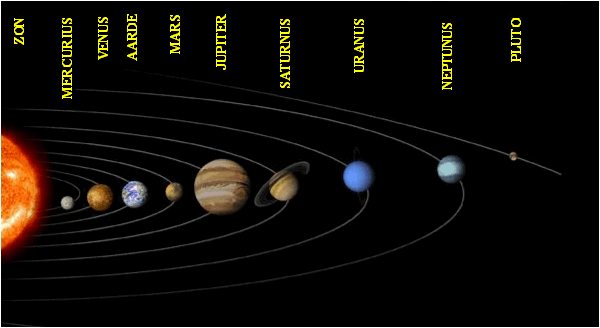 ZON
MERCURIUS
VENUS
AARDE
MARS
JUPITER
SATURNUS
URANUS
NEPTUNUS
PLUTO